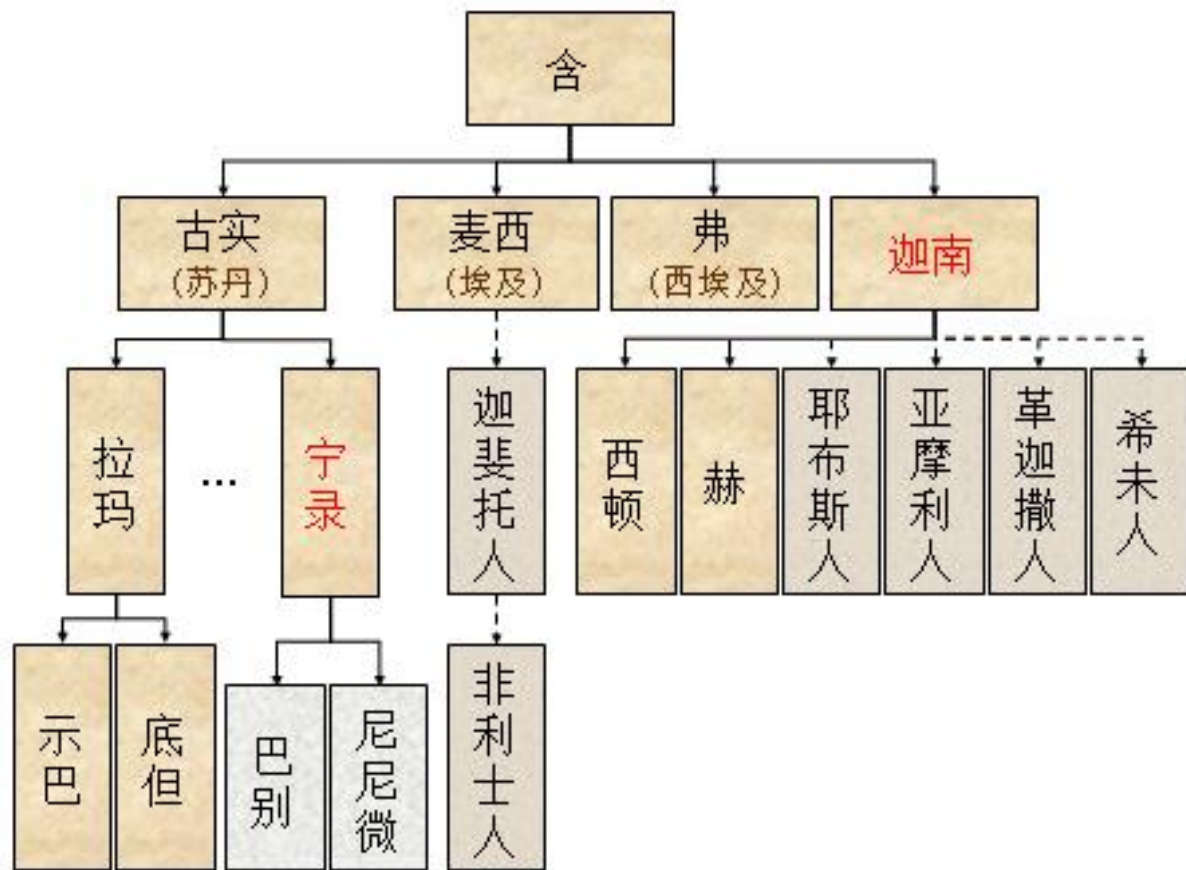 含
古实
(苏丹)
麦西
(埃及)
弗
(西埃及)
迦南
拉玛
...
宁录
迦斐托人
西顿
赫
耶布斯人
亚摩利人
革迦撒人
希未人
示巴
底但
巴别
尼尼微
非利士人